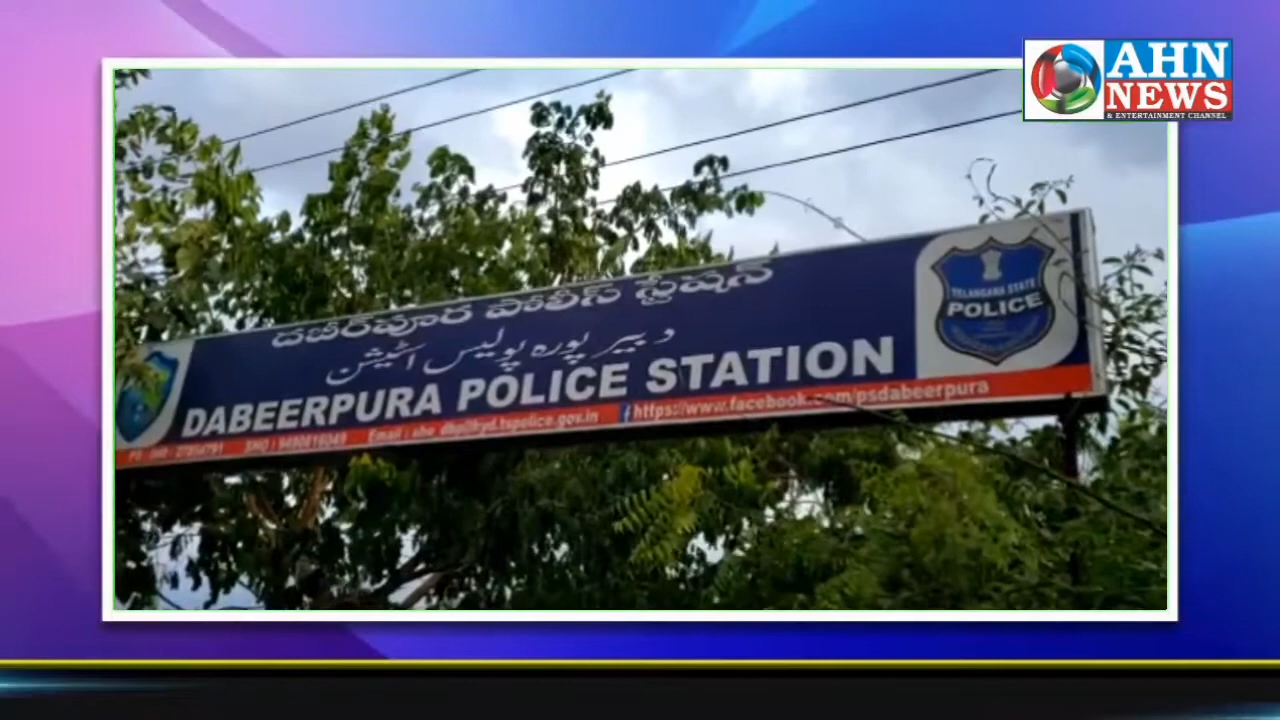 AHN
NEWS
& ENTERTAINMENT CHANNEL
దబీరపూర పోలీస్ స్టేషన్
دبیر پورہ پولیس اسٹیشن
DABEERPURA POLICE STATION
TELANGANA STATE
POLICE
https://www.facebook.com/psdabeerpura